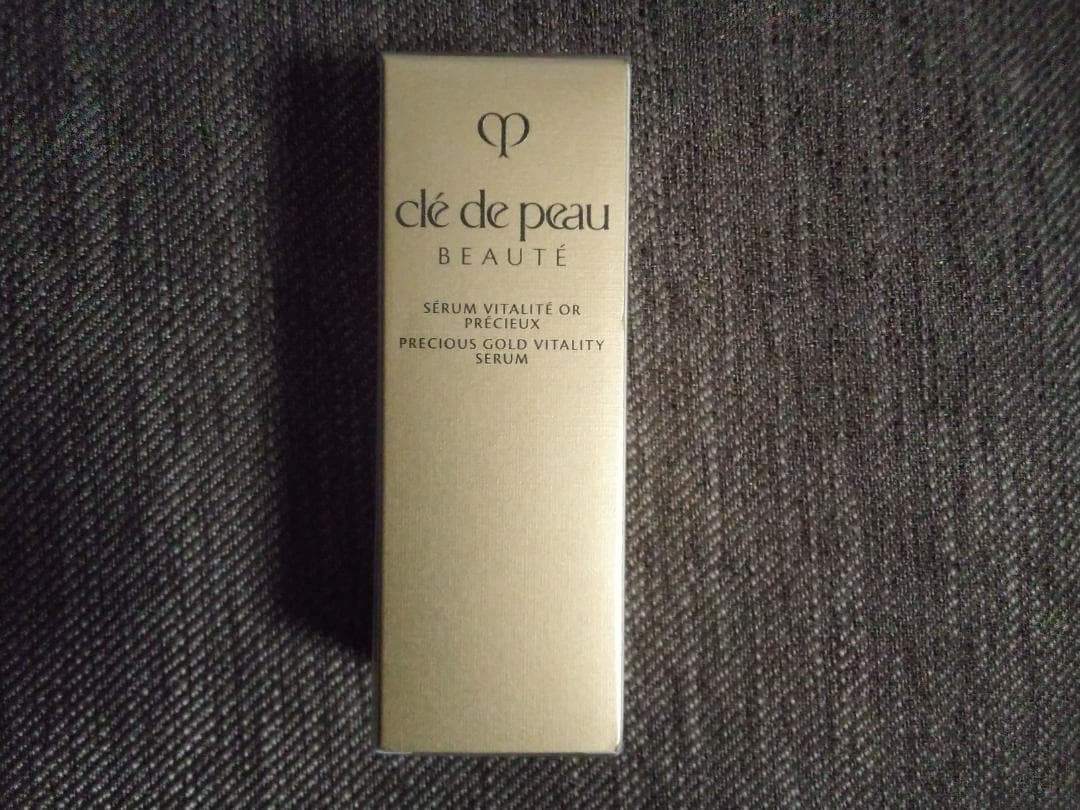 clé de peau
BEAUTÉ
SÉRUM VITALITÉ OR
PRÉCIEUX
PRECIOUS GOLD VITALITY
SERUM